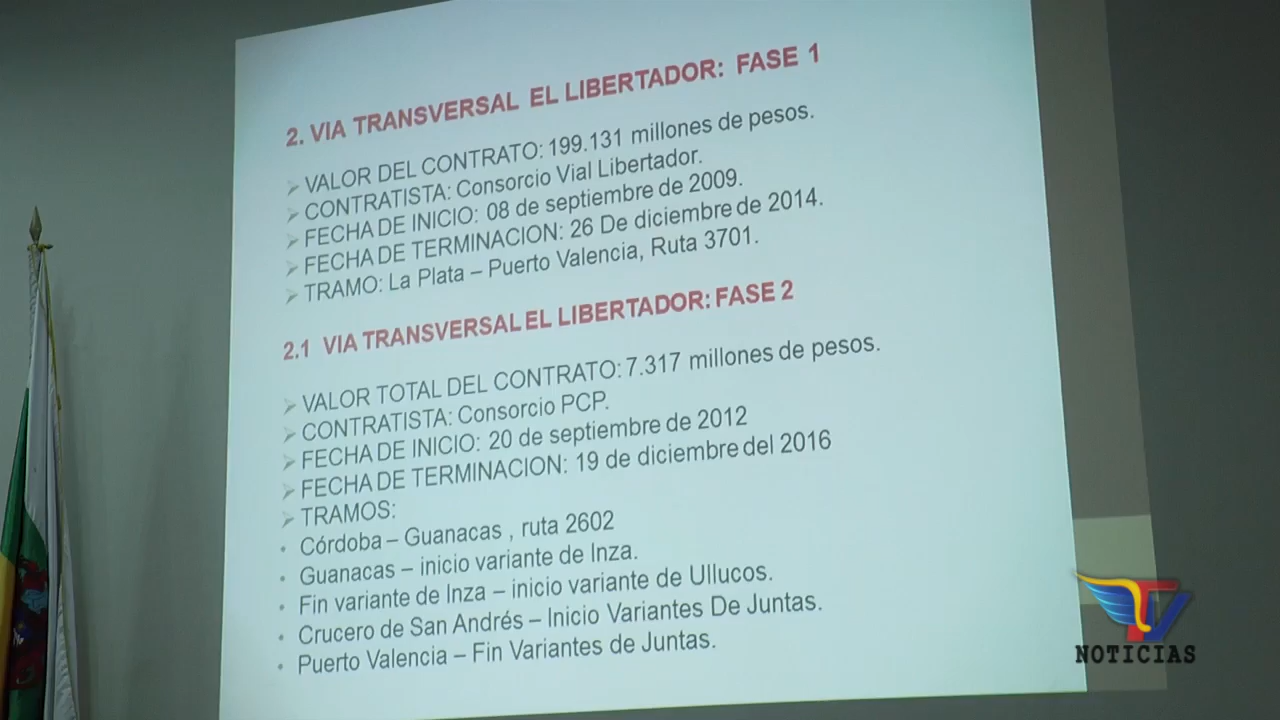 2. VIA TRANSVERSAL EL LIBERTADOR: FASE 1
VALOR DEL CONTRATO: 199.131 millones de pesos.
CONTRATISTA: Consorcio Vial Libertador.
FECHA DE INICIO: 08 de septiembre de 2009.
FECHA DE TERMINACION: 26 De diciembre de 2014.
TRAMO: La Plata – Puerto Valencia, Ruta 3701.
2.1 VIA TRANSVERSAL EL LIBERTADOR: FASE 2
VALOR TOTAL DEL CONTRATO: 7.317 millones de pesos.
CONTRATISTA: Consorcio PCP.
FECHA DE INICIO: 20 de septiembre de 2012
FECHA DE TERMINACION: 19 de diciembre del 2016
TRAMOS:
• Córdoba – Guanacas , ruta 2602
• Guanacas – inicio variante de Inza.
• Fin variante de Inza – inicio variante de Ullucos.
• Crucero de San Andrés – Inicio Variantes De Juntas.
• Puerto Valencia – Fin Variantes de Juntas.
TV
NOTICIAS